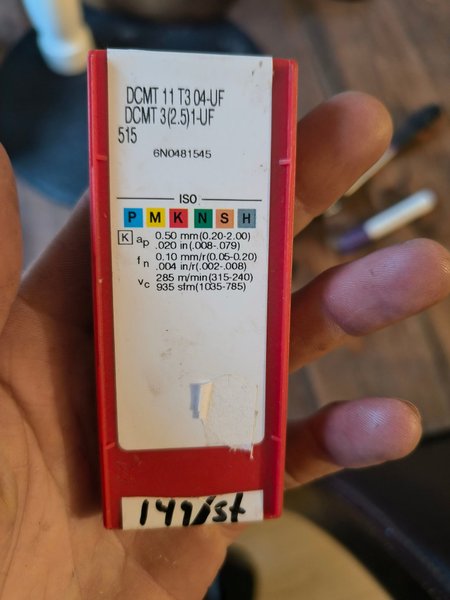 DCMT 11 T3 04-UF
DCMT 3(2.5)1-UF
515
6N0481545
ISO
P M K N S H
K ap 0.50 mm(0.20-2.00)
.020 in(.008-.079)
fn 0.10 mm/r(0.05-0.20)
.004 in/r(.002-.008)
vc 285 m/min(315-240)
935 sfm(1035-785)
149/st